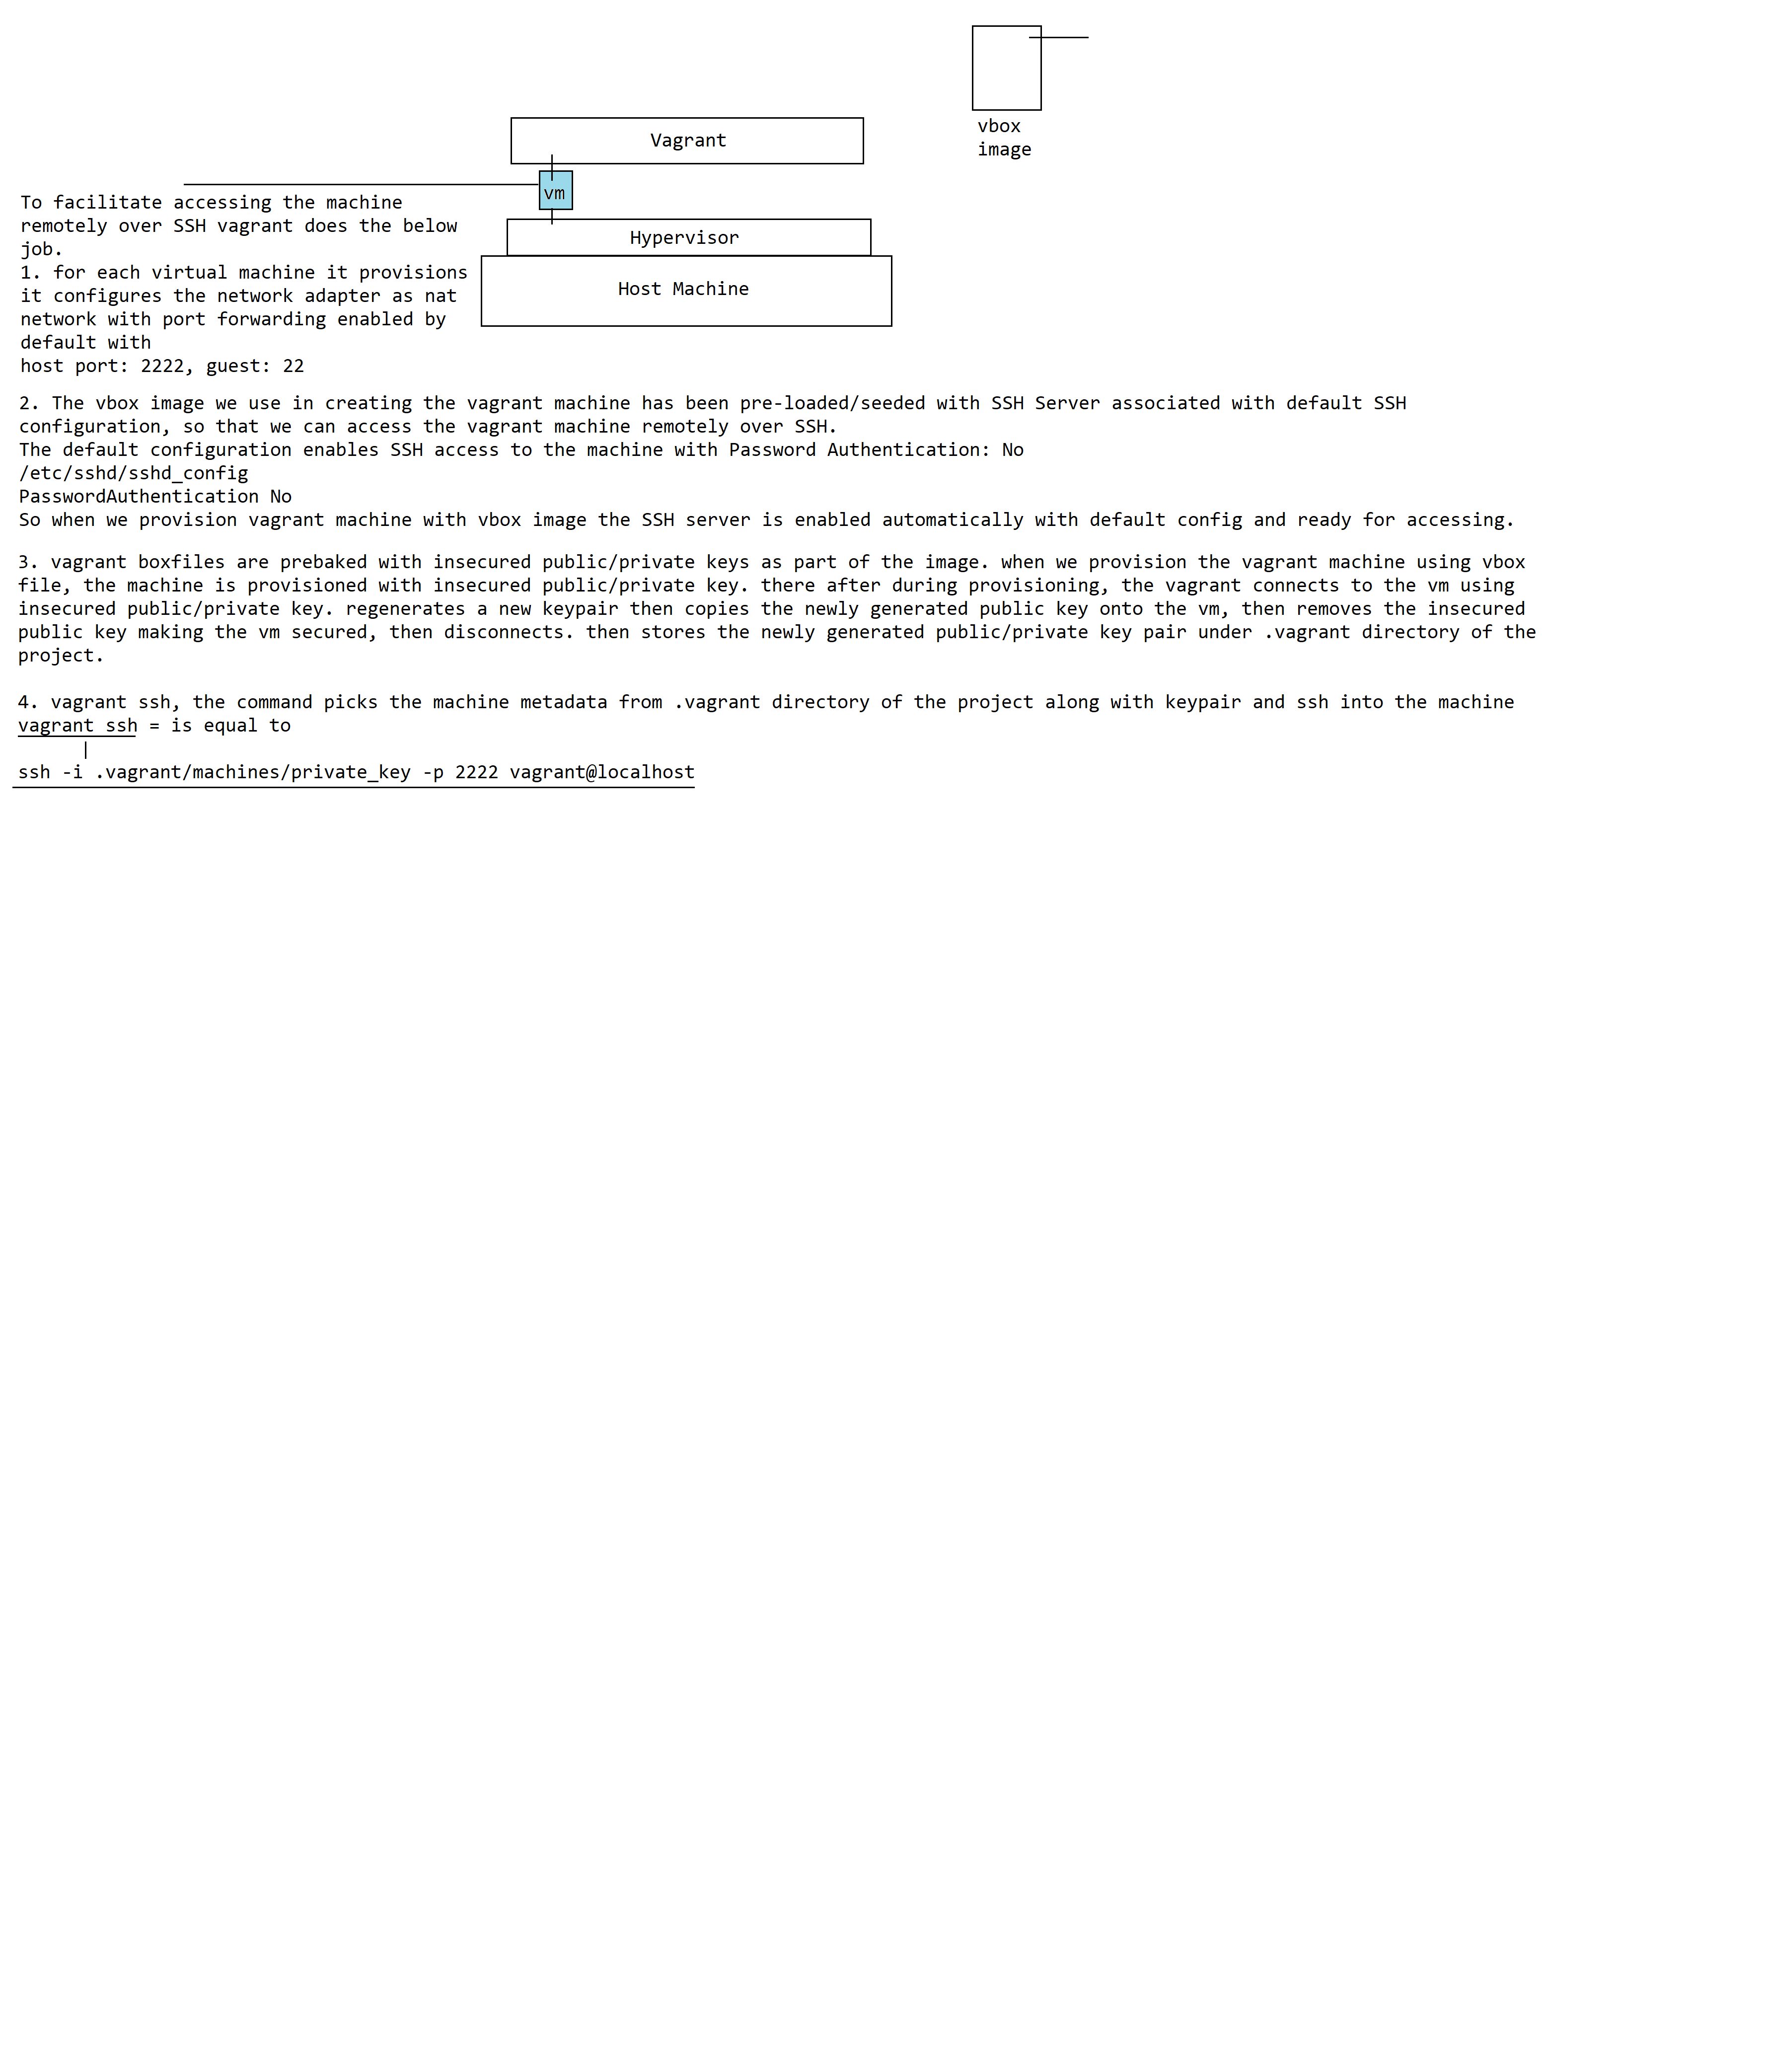 vbox
image
Vagrant
vm
Hypervisor
Host Machine
To facilitate accessing the machine
remotely over SSH vagrant does the below
job.
1. for each virtual machine it provisions
it configures the network adapter as nat
network with port forwarding enabled by
default with
host port: 2222, guest: 22
2. The vbox image we use in creating the vagrant machine has been pre-loaded/seeded with SSH Server associated with default SSH
configuration, so that we can access the vagrant machine remotely over SSH.
The default configuration enables SSH access to the machine with Password Authentication: No
/etc/sshd/sshd_config
PasswordAuthentication No
So when we provision vagrant machine with vbox image the SSH server is enabled automatically with default config and ready for accessing.
3. vagrant boxfiles are prebaked with insecured public/private keys as part of the image. when we provision the vagrant machine using vbox
file, the machine is provisioned with insecured public/private key. there after during provisioning, the vagrant connects to the vm using
insecured public/private key. regenerates a new keypair then copies the newly generated public key onto the vm, then removes the insecured
public key making the vm secured, then disconnects. then stores the newly generated public/private key pair under .vagrant directory of the
project.
4. vagrant ssh, the command picks the machine metadata from .vagrant directory of the project along with keypair and ssh into the machine
vagrant ssh = is equal to
ssh -i .vagrant/machines/private_key -p 2222 vagrant@localhost